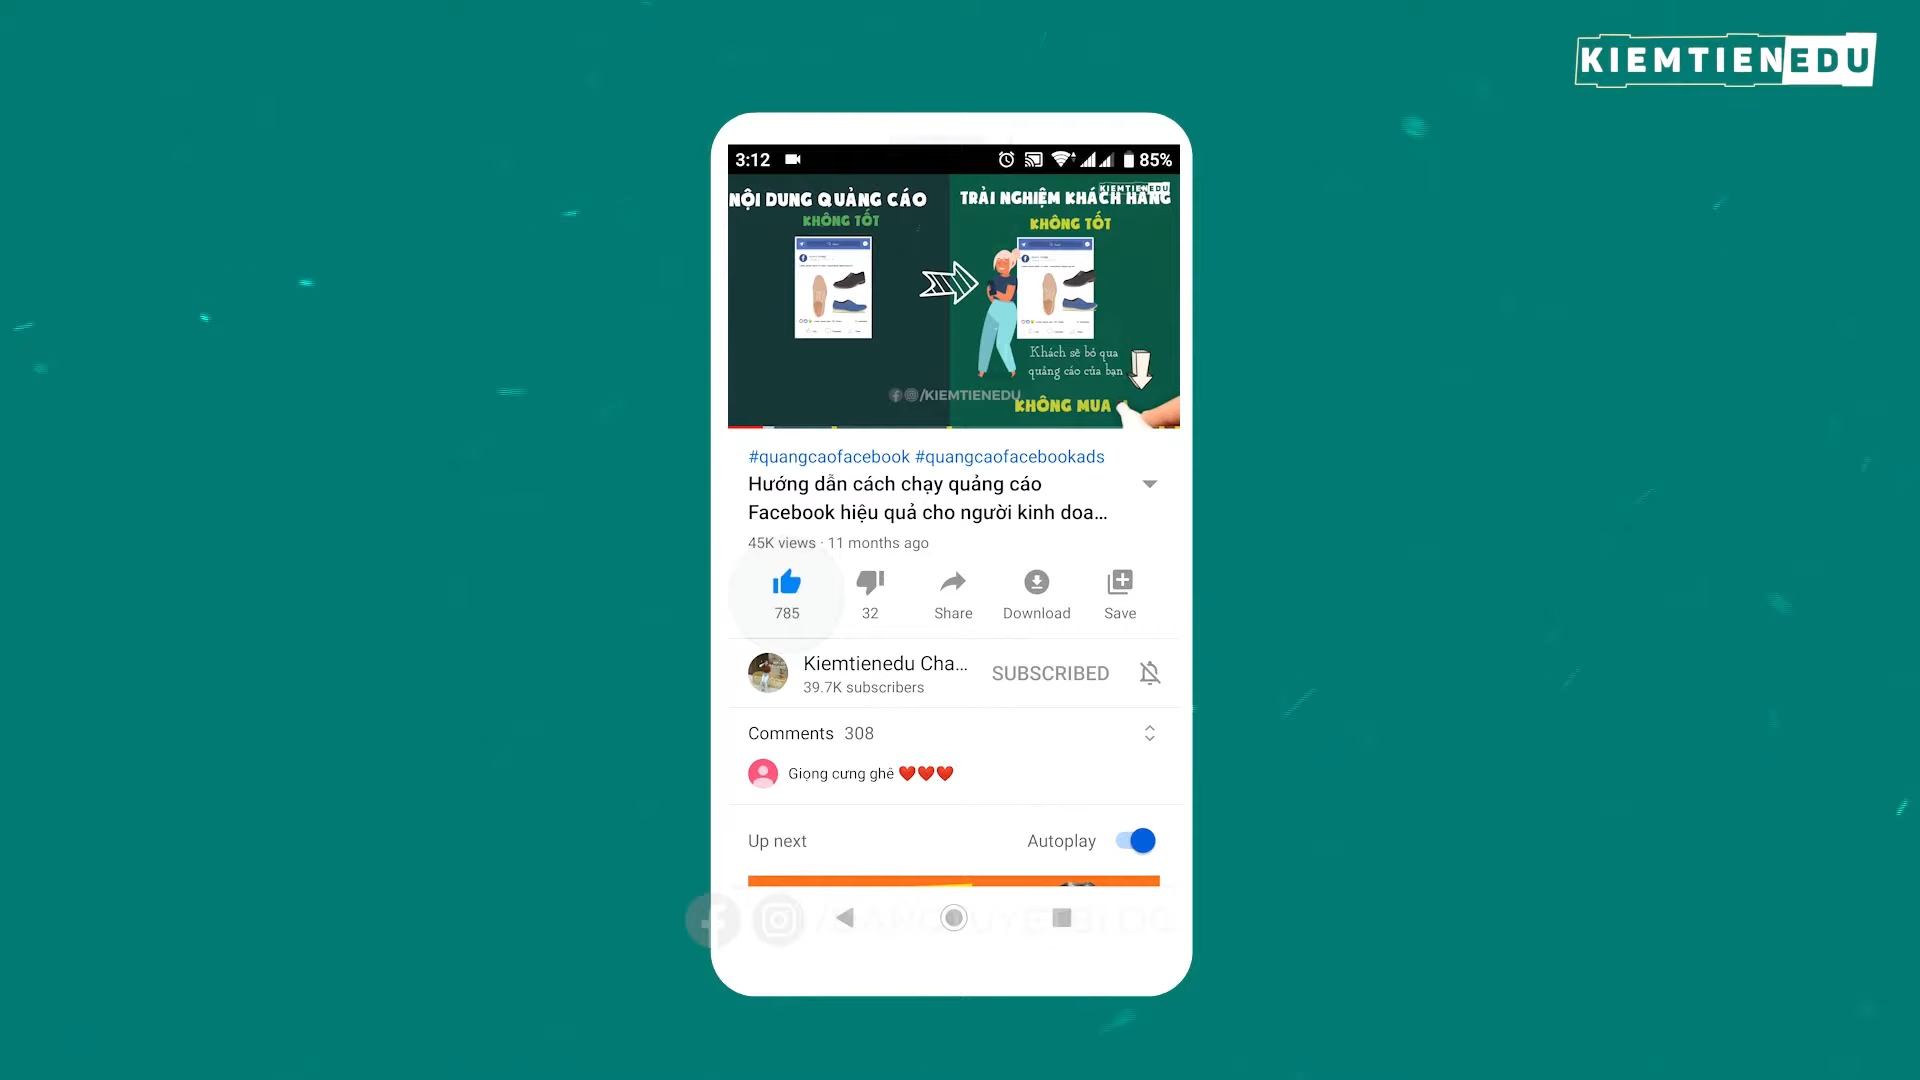 KIEMTIENEDU
3:12
85%
NỘI DUNG QUẢNG CÁO
KHÔNG TỐT
TRẢI NGHIỆM KHÁCH HÀNG
KIEMTIENEDU
KHÔNG TỐT
Khách sẽ bỏ qua
quảng cáo của bạn
/KIEMTIENEDU
KHÔNG MUA
#quangcaofacebook #quangcaofacebookads
Hướng dẫn cách chạy quảng cáo
Facebook hiệu quả cho người kinh doa...
45K views · 11 months ago
785
32
Share
Download
Save
Kiemtienedu Cha...
39.7K subscribers
SUBSCRIBED
Comments 308
Giọng cưng ghê ❤️❤️❤️
Up next
Autoplay